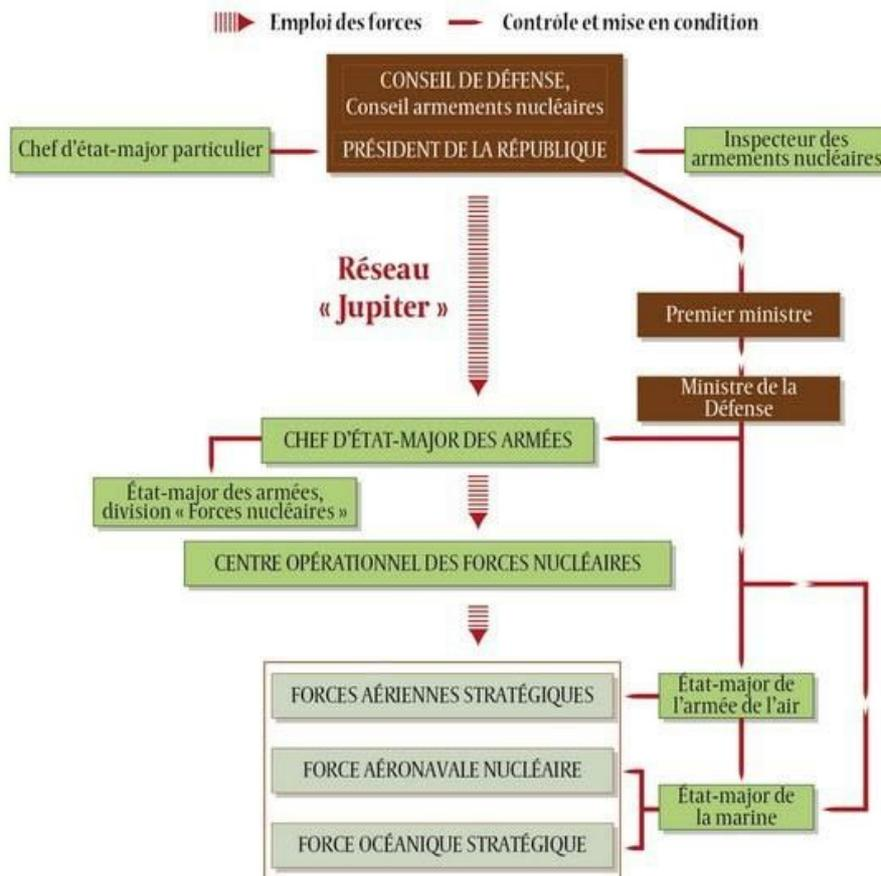 Emploi des forces
Contrôle et mise en condition
CONSEIL DE DÉFENSE,
Conseil armements nucléaires
PRÉSIDENT DE LA RÉPUBLIQUE
Chef d'état-major particulier
Inspecteur des
armements nucléaires
Réseau
« Jupiter »
Premier ministre
Ministre de la
Défense
CHEF D'ÉTAT-MAJOR DES ARMÉES
État-major des armées,
division « Forces nucléaires »
CENTRE OPÉRATIONNEL DES FORCES NUCLÉAIRES
FORCES AÉRIENNES STRATÉGIQUES
État-major de
l'armée de l'air
FORCE AÉRONAVALE NUCLÉAIRE
État-major de
la marine
FORCE OCÉANIQUE STRATÉGIQUE